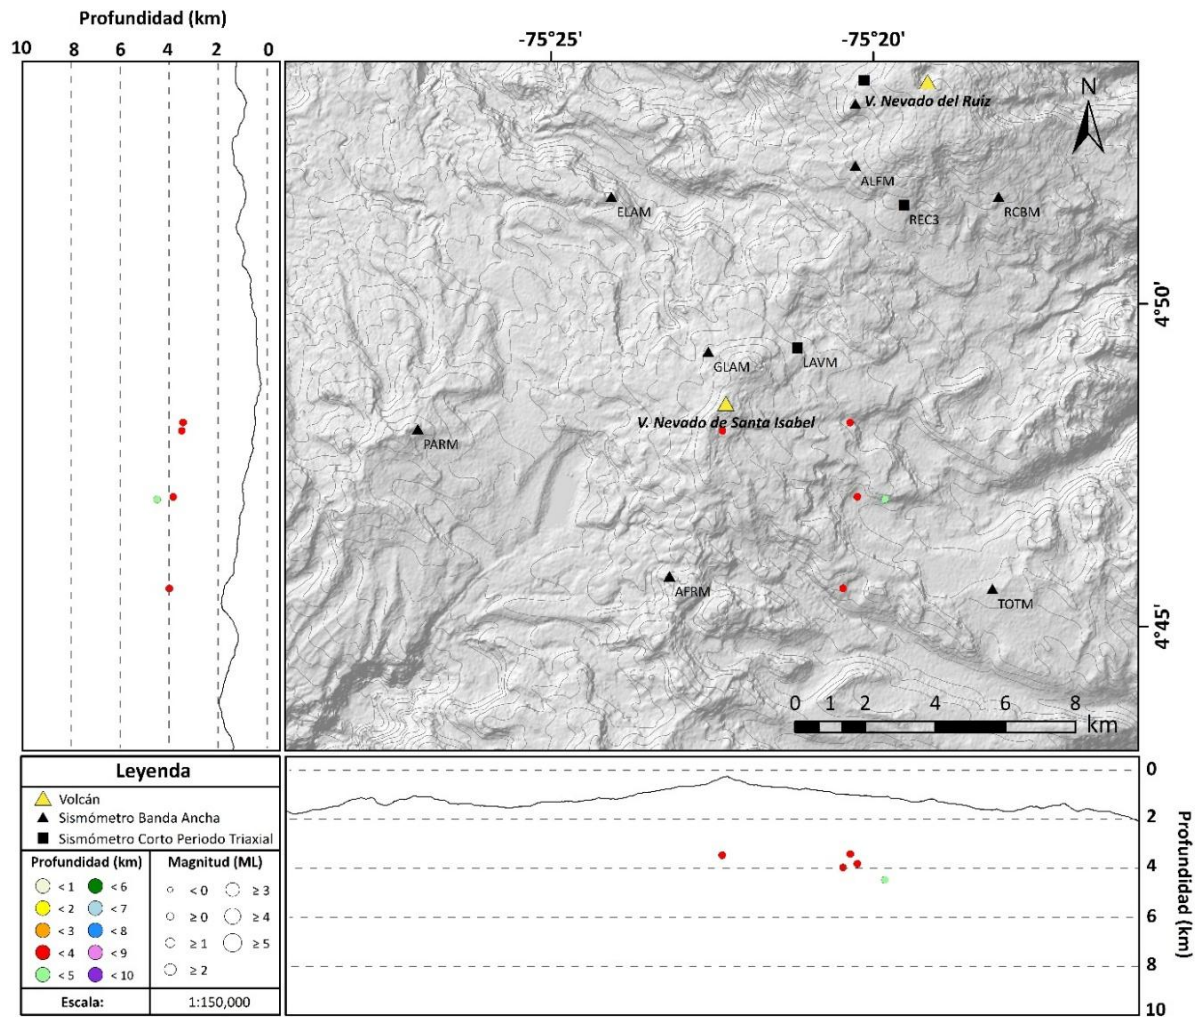 Profundidad (km)
10 8 6 4 2 0
-75°25' -75°20'
N
V. Nevado del Ruiz
ALFM
ELAM
REC3
RCBM
4°50'
GLAM
LAVM
V. Nevado de Santa Isabel
PARM
AFRM
TOTM
4°45'
0 2 4 6 8
km
Leyenda
Volcán
Sismómetro Banda Ancha
Sismómetro Corto Periodo Triaxial
Profundidad (km) Magnitud (ML)
< 1 < 6 < 0 ≥ 3
< 2 < 7 ≥ 0 ≥ 4
< 3 < 8 ≥ 1 ≥ 5
< 4 < 9 ≥ 2
< 5 < 10
Escala: 1:150,000
0
2
4
6
8
10
Profundidad (km)